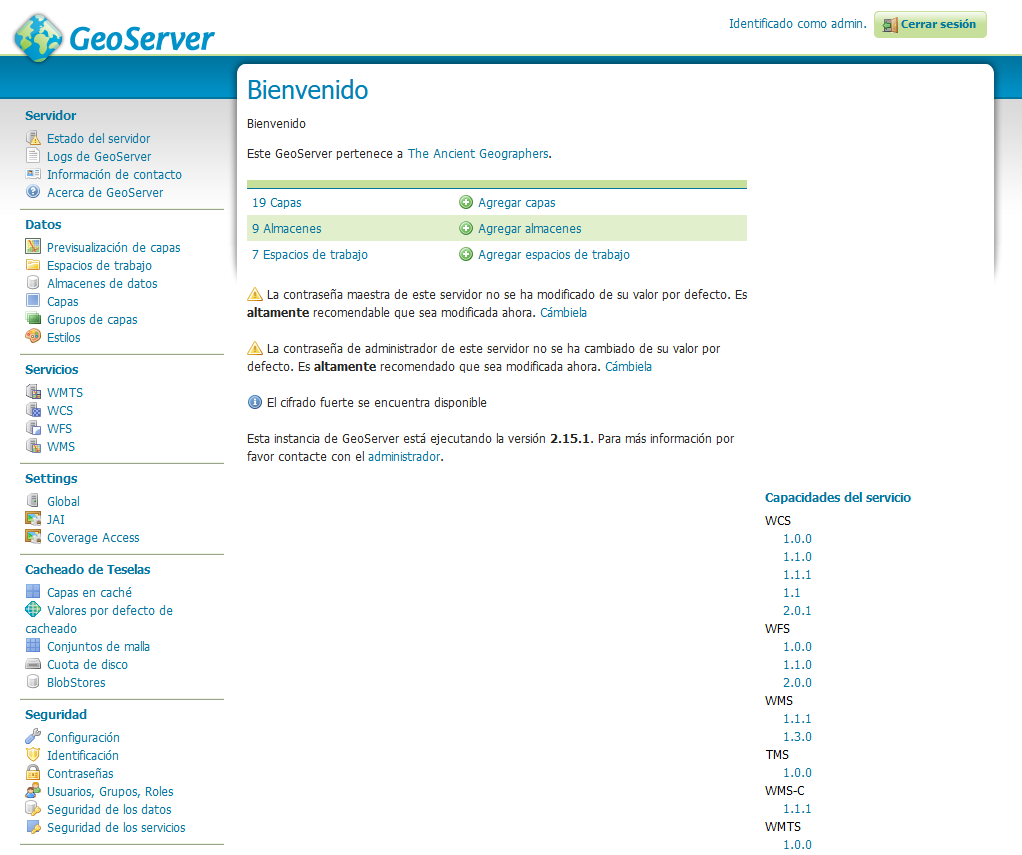 GeoServer
Identificado como admin.
Cerrar sesión
Servidor
Estado del servidor
Logs de GeoServer
Información de contacto
Acerca de GeoServer
Datos
Previsualización de capas
Espacios de trabajo
Almacenes de datos
Capas
Grupos de capas
Estilos
Servicios
WMTS
WCS
WFS
WMS
Settings
Global
JAI
Coverage Access
Cacheado de Teselas
Capas en caché
Valores por defecto de
cacheado
Conjuntos de malla
Cuota de disco
BlobStores
Seguridad
Configuración
Identificación
Contraseñas
Usuarios, Grupos, Roles
Seguridad de los datos
Seguridad de los servicios
Bienvenido
Bienvenido
Este GeoServer pertenece a The Ancient Geographers.
19 Capas Agregar capas
9 Almacenes Agregar almacenes
7 Espacios de trabajo Agregar espacios de trabajo
La contraseña maestra de este servidor no se ha modificado de su valor por defecto. Es
altamente recomendable que sea modificada ahora. Cámbiela
La contraseña de administrador de este servidor no se ha cambiado de su valor por
defecto. Es altamente recomendado que sea modificada ahora. Cámbiela
El cifrado fuerte se encuentra disponible
Esta instancia de GeoServer está ejecutando la versión 2.15.1. Para más información por
favor contacte con el administrador.
Capacidades del servicio
WCS
1.0.0
1.1.0
1.1.1
1.1
2.0.1
WFS
1.0.0
1.1.0
2.0.0
WMS
1.1.1
1.3.0
TMS
1.0.0
WMS-C
1.1.1
WMTS
1.0.0